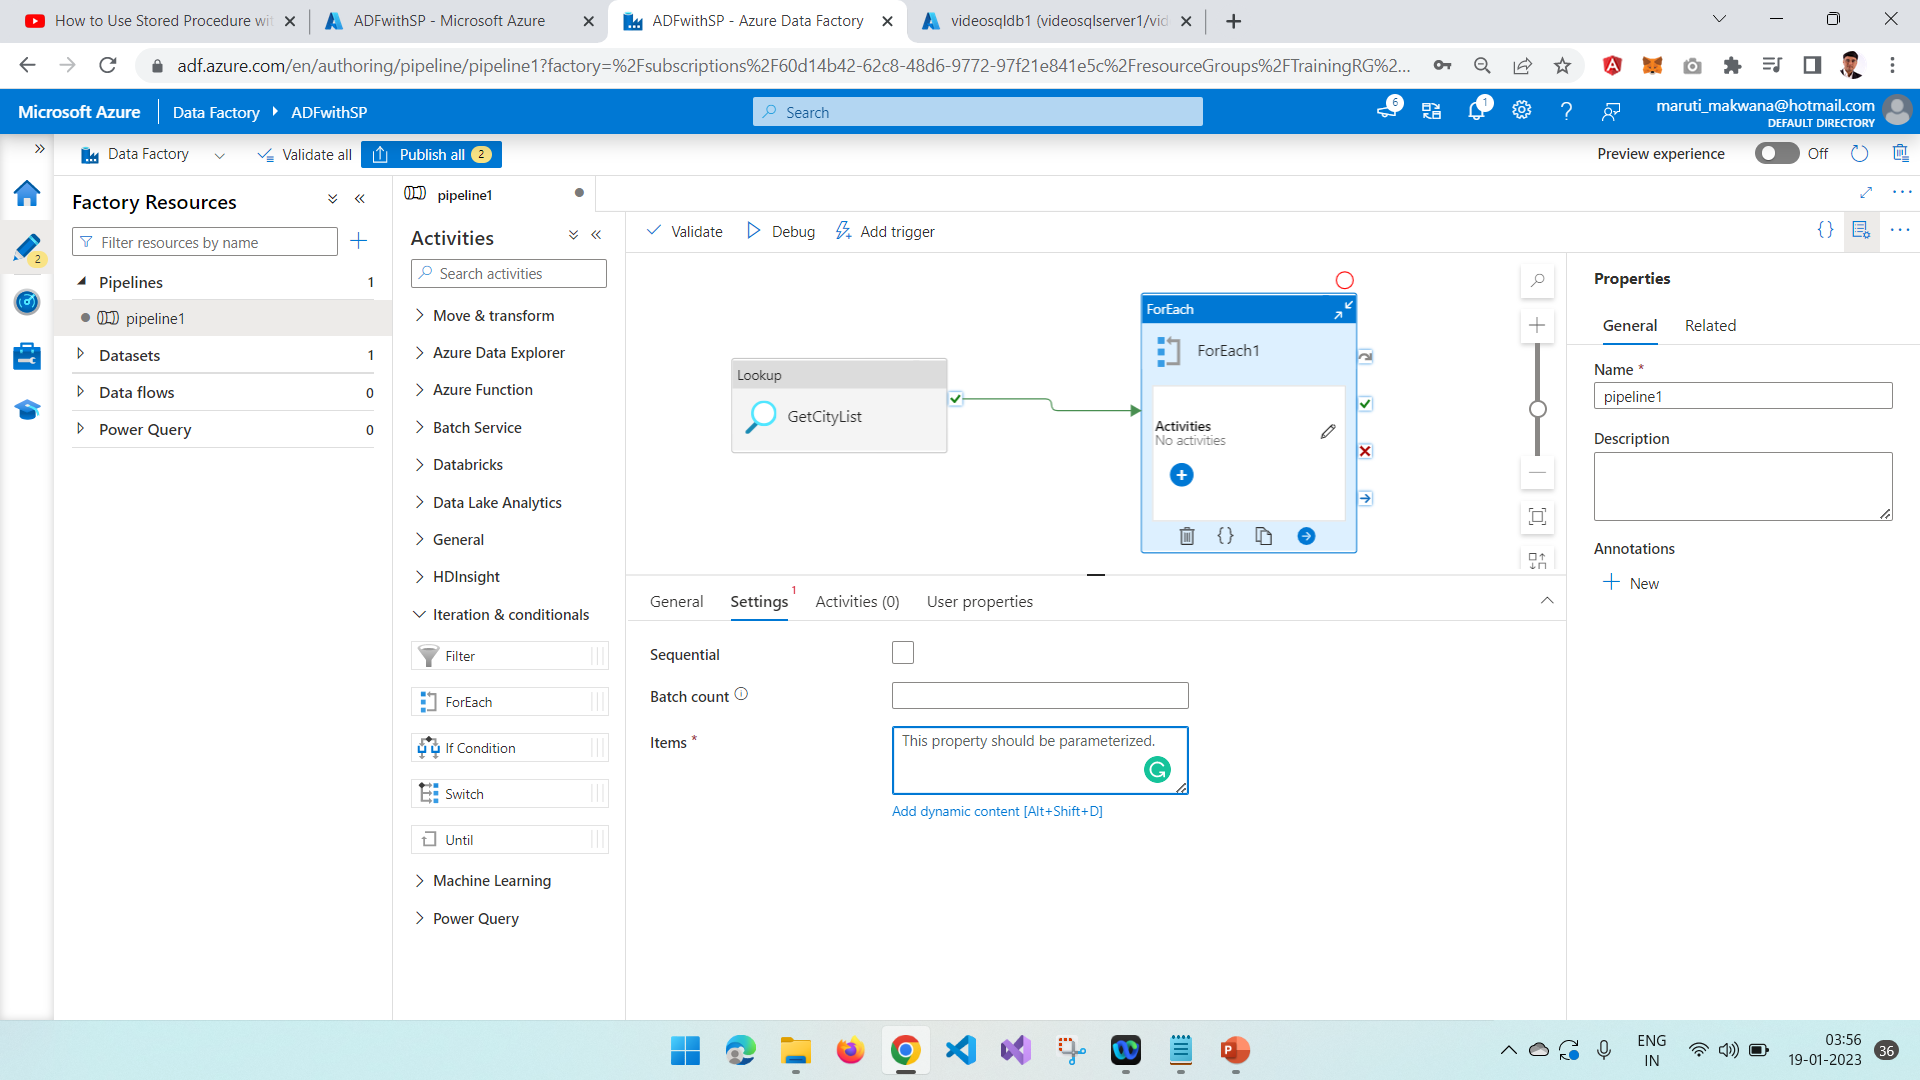 How to Use Stored Procedure wit
ADFwithSP - Microsoft Azure
ADFwithSP - Azure Data Factory
videosqldb1 (videosqlserver1/vid
adf.azure.com/en/authoring/pipeline/pipeline1?factory=%2Fsubscriptions%2F60d14b42-62c8-48d6-9772-97f21e841e5c%2FresourceGroups%2FTrainingRG%2...
Microsoft Azure
Data Factory
ADFwithSP
Search
6
1
maruti_makwana@hotmail.com
DEFAULT DIRECTORY
Data Factory
Validate all
Publish all 2
Preview experience
Off
2
Factory Resources
Filter resources by name
Pipelines 1
pipeline1
Datasets 1
Data flows 0
Power Query 0
pipeline1
Activities
Search activities
Move & transform
Azure Data Explorer
Azure Function
Batch Service
Databricks
Data Lake Analytics
General
HDInsight
Iteration & conditionals
Filter
ForEach
If Condition
Switch
Until
Machine Learning
Power Query
Validate
Debug
Add trigger
{}
Lookup
GetCityList
ForEach
ForEach1
Activities
No activities
{}
General
Settings 1
Activities (0)
User properties
Sequential
Batch count
Items *
This property should be parameterized.
Add dynamic content [Alt+Shift+D]
Properties
General
Related
Name *
pipeline1
Description
Annotations
New
ENG
IN
03:56
19-01-2023
36